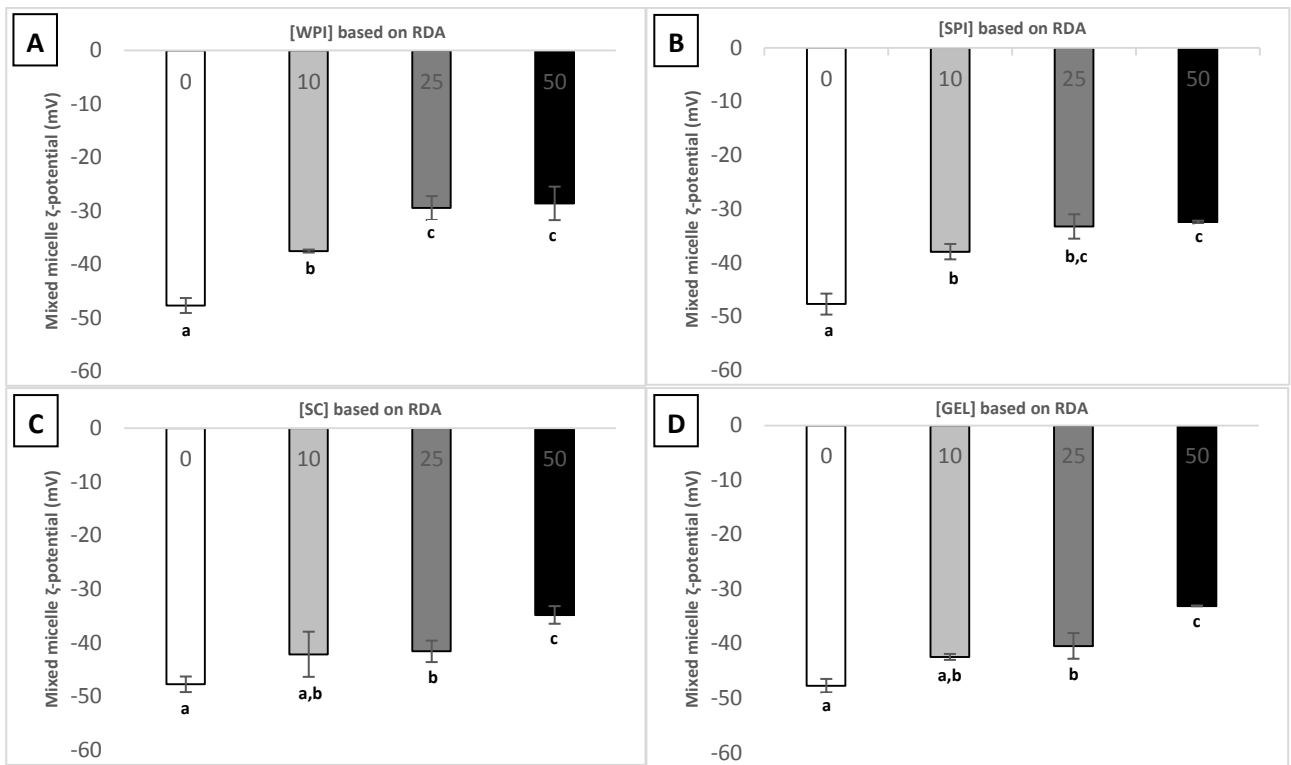 A
[WPI] based on RDA
Mixed micelle ζ-potential (mV)
0
-10
-20
-30
-40
-50
-60
0
10
25
50
a
b
c
c
B
[SPI] based on RDA
Mixed micelle ζ-potential (mV)
0
-10
-20
-30
-40
-50
-60
0
10
25
50
a
b
b,c
c
C
[SC] based on RDA
Mixed micelle ζ-potential (mV)
0
-10
-20
-30
-40
-50
-60
0
10
25
50
a
a,b
b
c
D
[GEL] based on RDA
Mixed micelle ζ-potential (mV)
0
-10
-20
-30
-40
-50
-60
0
10
25
50
a
a,b
b
c